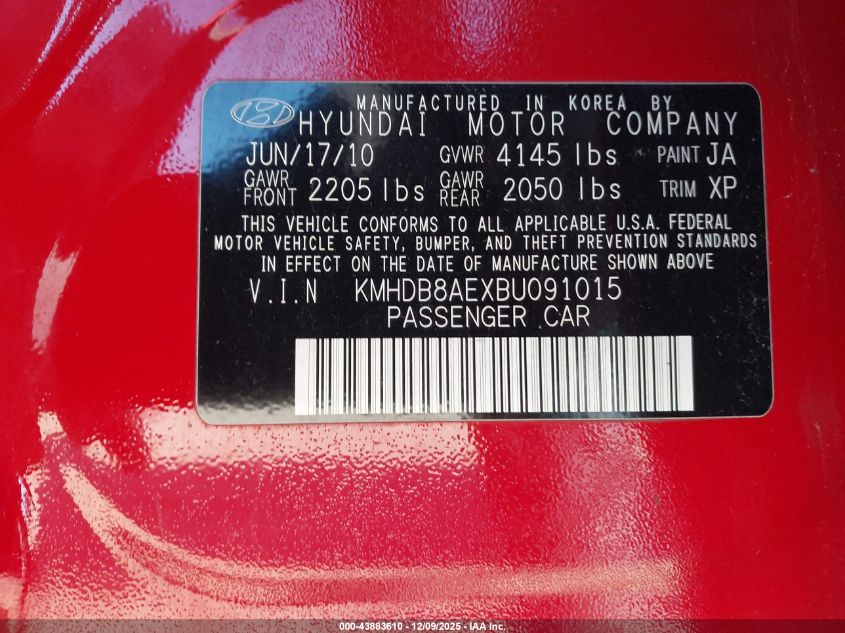 MANUFACTURED IN KOREA BY
HYUNDAI MOTOR COMPANY
JUN/17/10 GVWR 4145 lbs PAINT JA
GAWR FRONT 2205 lbs GAWR REAR 2050 lbs TRIM XP
THIS VEHICLE CONFORMS TO ALL APPLICABLE U.S.A. FEDERAL
MOTOR VEHICLE SAFETY, BUMPER, AND THEFT PREVENTION STANDARDS
IN EFFECT ON THE DATE OF MANUFACTURE SHOWN ABOVE
V.I.N KMHDB8AEXBU091015
PASSENGER CAR
000-43883610 - 12/09/2025 - IAA Inc.